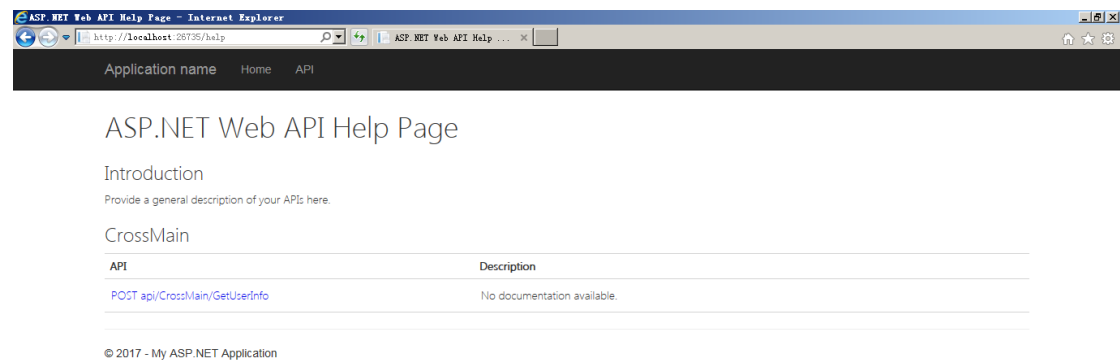 ASP.NET Web API Help Page - Internet Explorer
http://localhost:26735/help
ASP.NET Web API Help ...
Application name Home API
ASP.NET Web API Help Page
Introduction
Provide a general description of your APIs here.
CrossMain
API Description
POST api/CrossMain/GetUserInfo No documentation available.
© 2017 - My ASP.NET Application